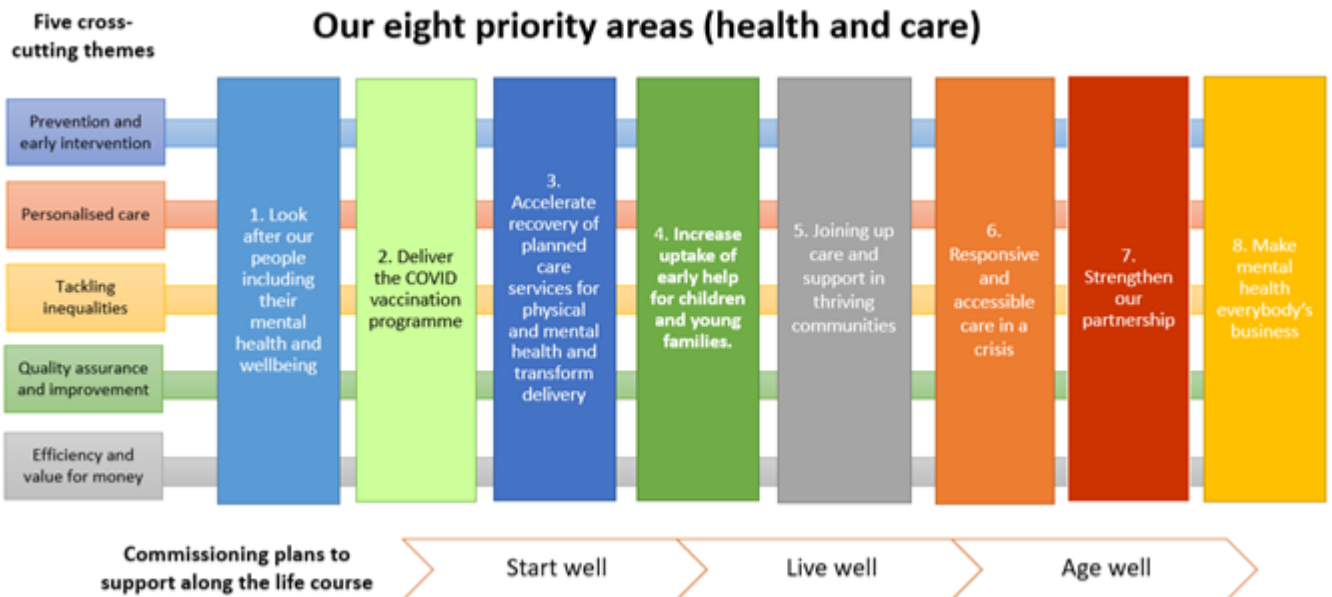 Five cross-
cutting themes
Our eight priority areas (health and care)
Prevention and
early intervention
Personalised care
Tackling
inequalities
Quality assurance
and improvement
Efficiency and
value for money
1. Look
after our
people
including
their
mental
health and
wellbeing
2. Deliver
the COVID
vaccination
programme
3.
Accelerate
recovery of
planned
care
services for
physical
and mental
health and
transform
delivery
4. Increase
uptake of
early help
for children
and young
families.
5. Joining up
care and
support in
thriving
communities
6.
Responsive
and
accessible
care in a
crisis
7.
Strengthen
our
partnership
8. Make
mental
health
everybody's
business
Commissioning plans to
support along the life course
Start well
Live well
Age well